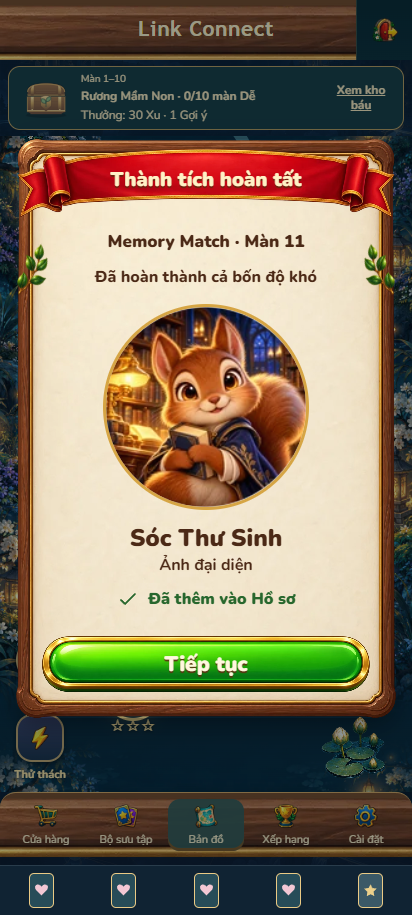 Link Connect
Màn 1–10
Rương Mầm Non · 0/10 màn Dễ
Thưởng: 30 Xu · 1 Gợi ý
Xem kho
báu
Thành tích hoàn tất
Memory Match · Màn 11
Đã hoàn thành cả bốn độ khó
Sóc Thư Sinh
Ảnh đại diện
Đã thêm vào Hồ sơ
Tiếp tục
Thử thách
Cửa hàng
Bộ sưu tập
Bản đồ
Xếp hạng
Cài đặt